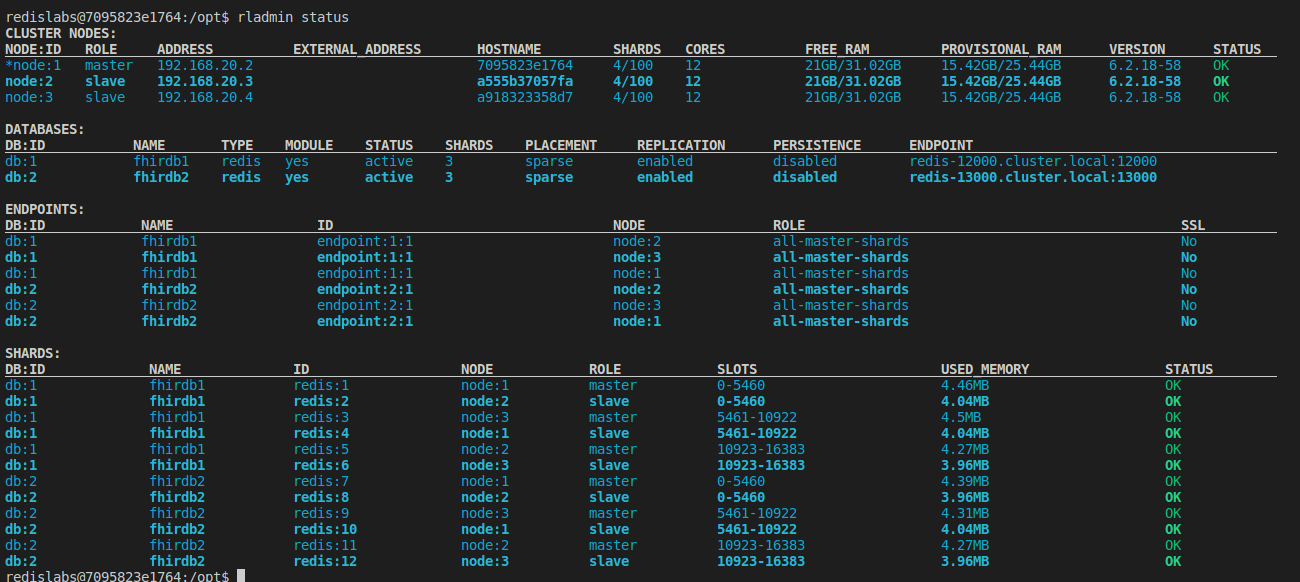 redislabs@7095823e1764:/opt$ rladmin status
CLUSTER NODES:
NODE:ID ROLE ADDRESS EXTERNAL_ADDRESS HOSTNAME SHARDS CORES FREE_RAM PROVISIONAL_RAM VERSION STATUS
*node:1 master 192.168.20.2 7095823e1764 4/100 12 21GB/31.02GB 15.42GB/25.44GB 6.2.18-58 OK
node:2 slave 192.168.20.3 a555b37057fa 4/100 12 21GB/31.02GB 15.42GB/25.44GB 6.2.18-58 OK
node:3 slave 192.168.20.4 a918323358d7 4/100 12 21GB/31.02GB 15.42GB/25.44GB 6.2.18-58 OK
DATABASES:
DB:ID NAME TYPE MODULE STATUS SHARDS PLACEMENT REPLICATION PERSISTENCE ENDPOINT
db:1 fhirdb1 redis yes active 3 sparse enabled disabled redis-12000.cluster.local:12000
db:2 fhirdb2 redis yes active 3 sparse enabled disabled redis-13000.cluster.local:13000
ENDPOINTS:
DB:ID NAME ID NODE ROLE SSL
db:1 fhirdb1 endpoint:1:1 node:2 all-master-shards No
db:1 fhirdb1 endpoint:1:1 node:3 all-master-shards No
db:1 fhirdb1 endpoint:1:1 node:1 all-master-shards No
db:2 fhirdb2 endpoint:2:1 node:2 all-master-shards No
db:2 fhirdb2 endpoint:2:1 node:3 all-master-shards No
db:2 fhirdb2 endpoint:2:1 node:1 all-master-shards No
SHARDS:
DB:ID NAME ID NODE ROLE SLOTS USED_MEMORY STATUS
db:1 fhirdb1 redis:1 node:1 master 0-5460 4.46MB OK
db:1 fhirdb1 redis:2 node:2 slave 0-5460 4.04MB OK
db:1 fhirdb1 redis:3 node:3 master 5461-10922 4.5MB OK
db:1 fhirdb1 redis:4 node:1 slave 5461-10922 4.04MB OK
db:1 fhirdb1 redis:5 node:2 master 10923-16383 4.27MB OK
db:1 fhirdb1 redis:6 node:3 slave 10923-16383 3.96MB OK
db:2 fhirdb2 redis:7 node:1 master 0-5460 4.39MB OK
db:2 fhirdb2 redis:8 node:2 slave 0-5460 3.96MB OK
db:2 fhirdb2 redis:9 node:3 master 5461-10922 4.31MB OK
db:2 fhirdb2 redis:10 node:1 slave 5461-10922 4.04MB OK
db:2 fhirdb2 redis:11 node:2 master 10923-16383 4.27MB OK
db:2 fhirdb2 redis:12 node:3 slave 10923-16383 3.96MB OK
redislabs@7095823e1764:/opt$